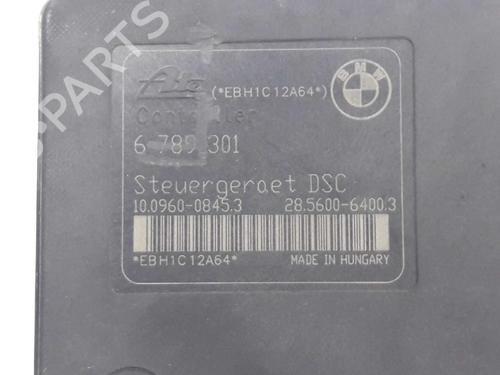 Ate (*EBH1C12A64*)
BMW
Controller
6 789 301
Steuergeraet DSC
10.0960-0845.3 28.5600-6400.3
*EBH1C12A64* MADE IN HUNGARY